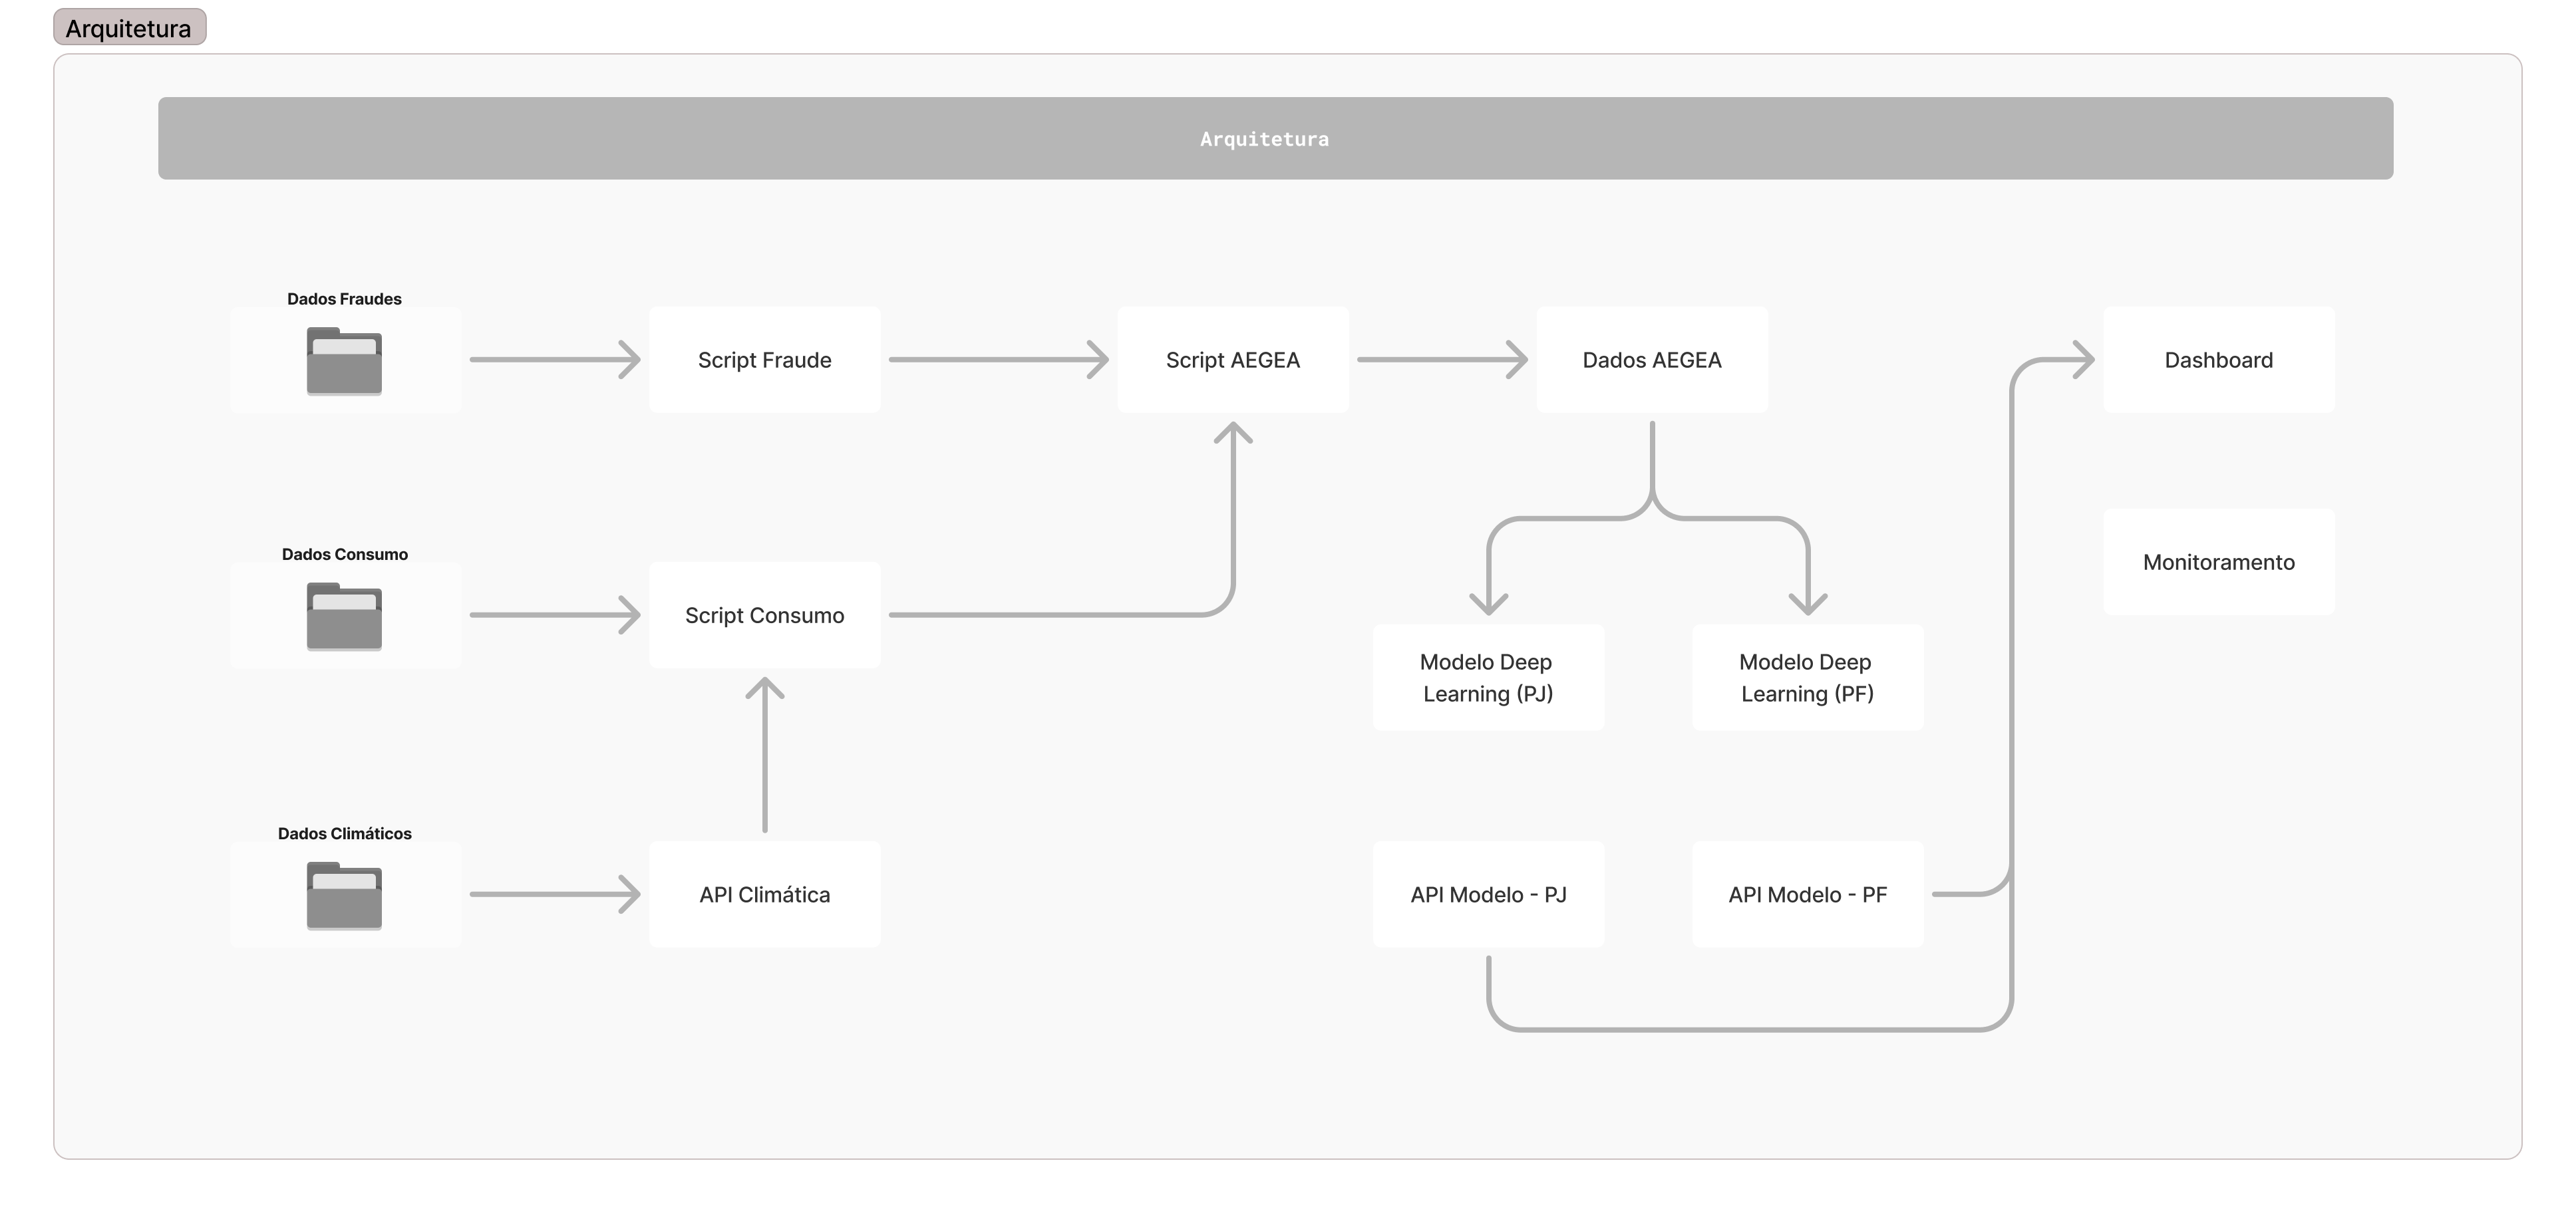 Arquitetura
Arquitetura
Dados Fraudes
Script Fraude
Script AEGEA
Dados AEGEA
Dashboard
Dados Consumo
Script Consumo
Monitoramento
Modelo Deep
Learning (PJ)
Modelo Deep
Learning (PF)
Dados Climáticos
API Climática
API Modelo - PJ
API Modelo - PF